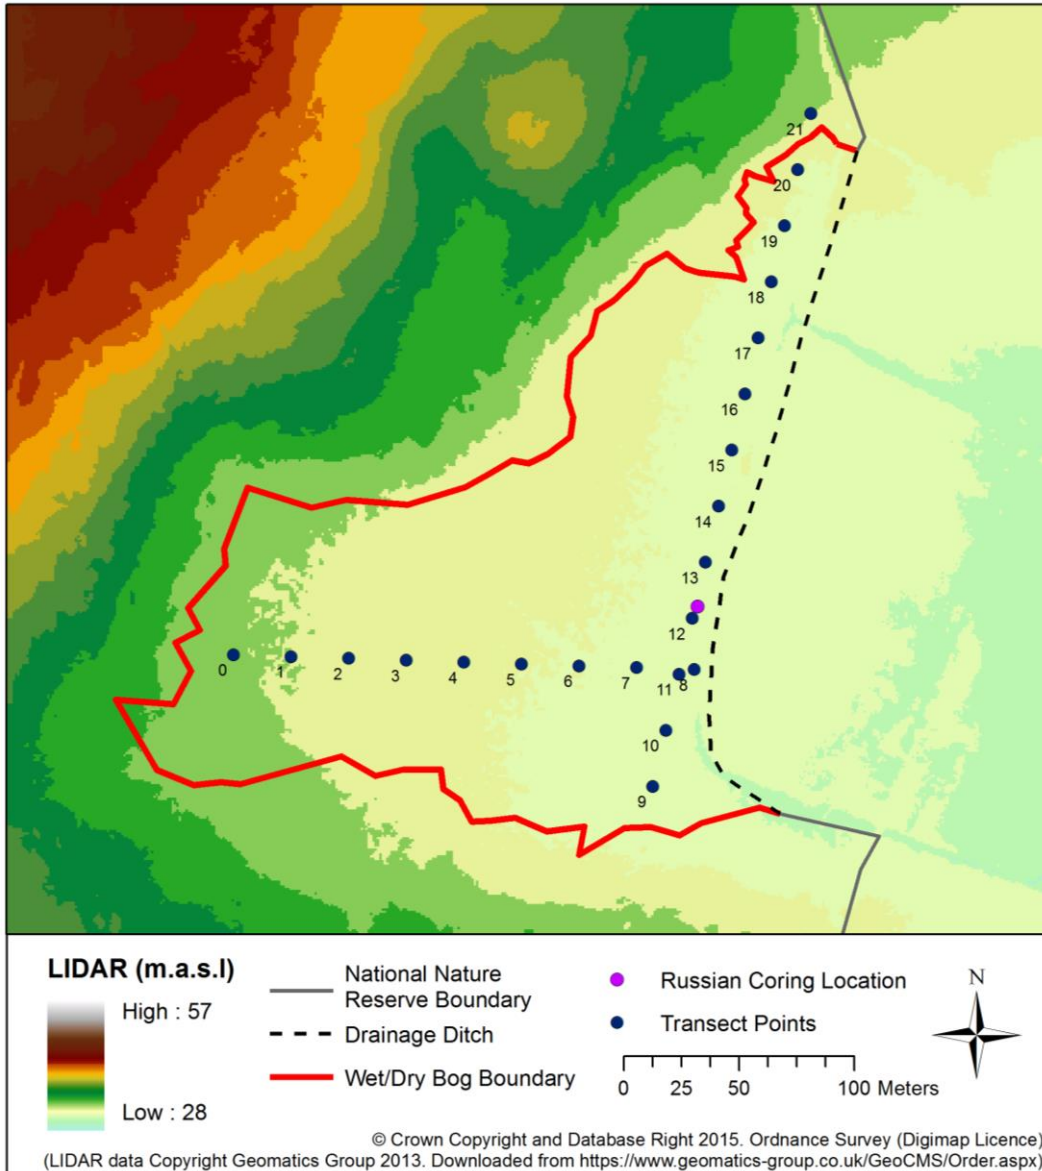 21
20
19
18
17
16
15
14
13
12
0 1 2 3 4 5 6 7 11 8
10
9
LIDAR (m.a.s.l)
High : 57
Low : 28
National Nature
Reserve Boundary
Drainage Ditch
Wet/Dry Bog Boundary
Russian Coring Location
Transect Points
0 25 50 100 Meters
N
© Crown Copyright and Database Right 2015. Ordnance Survey (Digimap Licence)
(LIDAR data Copyright Geomatics Group 2013. Downloaded from https://www.geomatics-group.co.uk/GeoCMS/Order.aspx)